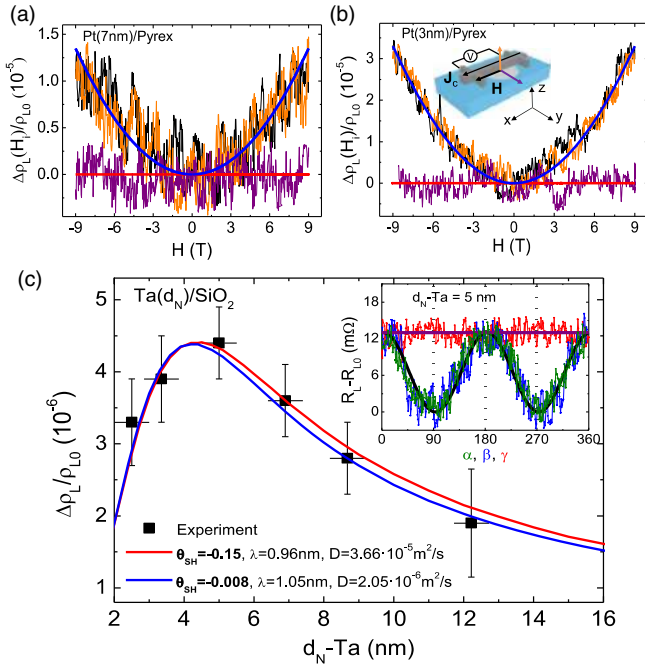 (a)
Pt(7nm)/Pyrex
Δρ_L(H_i)/ρ_L0 (10^-5)
1.5
1.0
0.5
0.0
-9 -6 -3 0 3 6 9
H (T)
(b)
Pt(3nm)/Pyrex
Δρ_L(H_i)/ρ_L0 (10^-5)
3
2
1
0
-9 -6 -3 0 3 6 9
H (T)
V
J_c
H
z
x
y
(c)
Ta(d_N)/SiO_2
Δρ_L/ρ_L0 (10^-6)
5
4
3
2
1
2 4 6 8 10 12 14 16
d_N-Ta (nm)
Experiment
θ_SH=-0.15, λ=0.96nm, D=3.66·10^-5m^2/s
θ_SH=-0.008, λ=1.05nm, D=2.05·10^-6m^2/s
d_N-Ta = 5 nm
R_L-R_L0 (mΩ)
16
12
8
4
0
0 90 180 270 360
α, β, γ